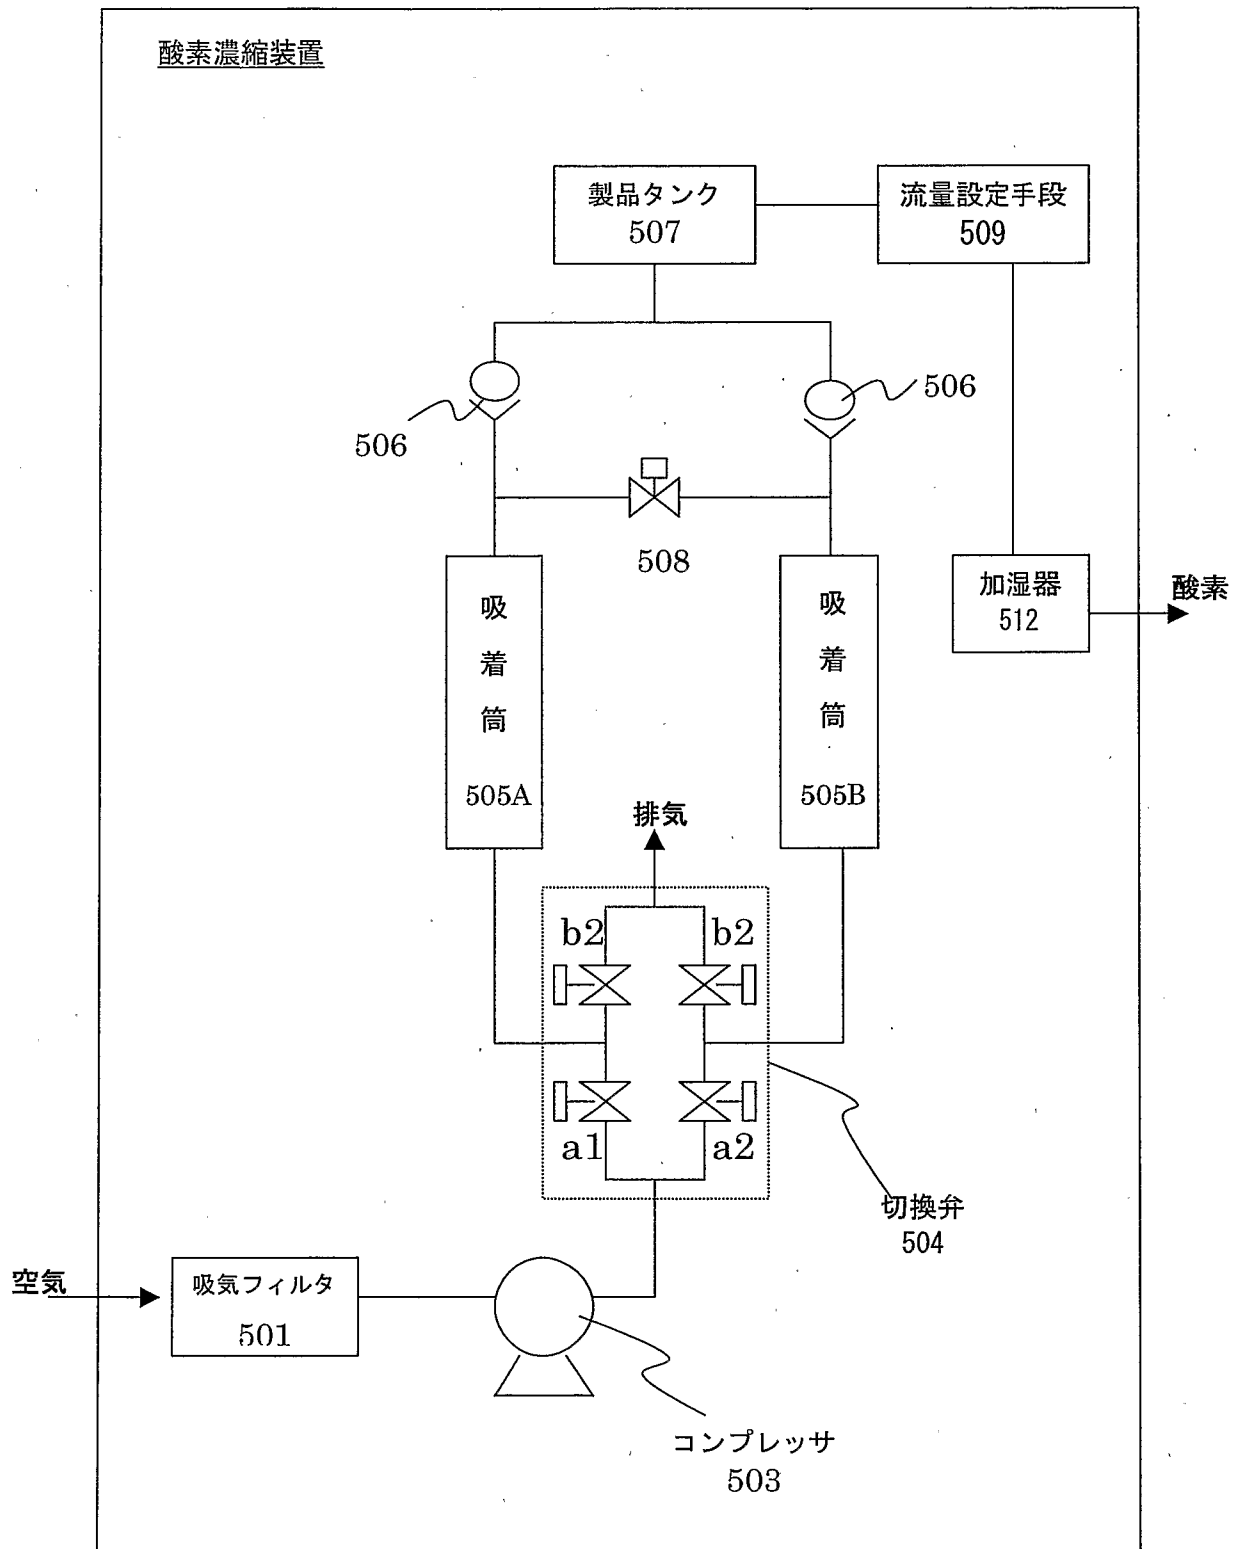 酸素濃縮装置
製品タンク
507
流量設定手段
509
506
506
508
吸
着
筒
505A
吸
着
筒
505B
加湿器
512
酸素
排気
b2
b2
a1
a2
切換弁
504
空気
吸気フィルタ
501
コンプレッサ
503